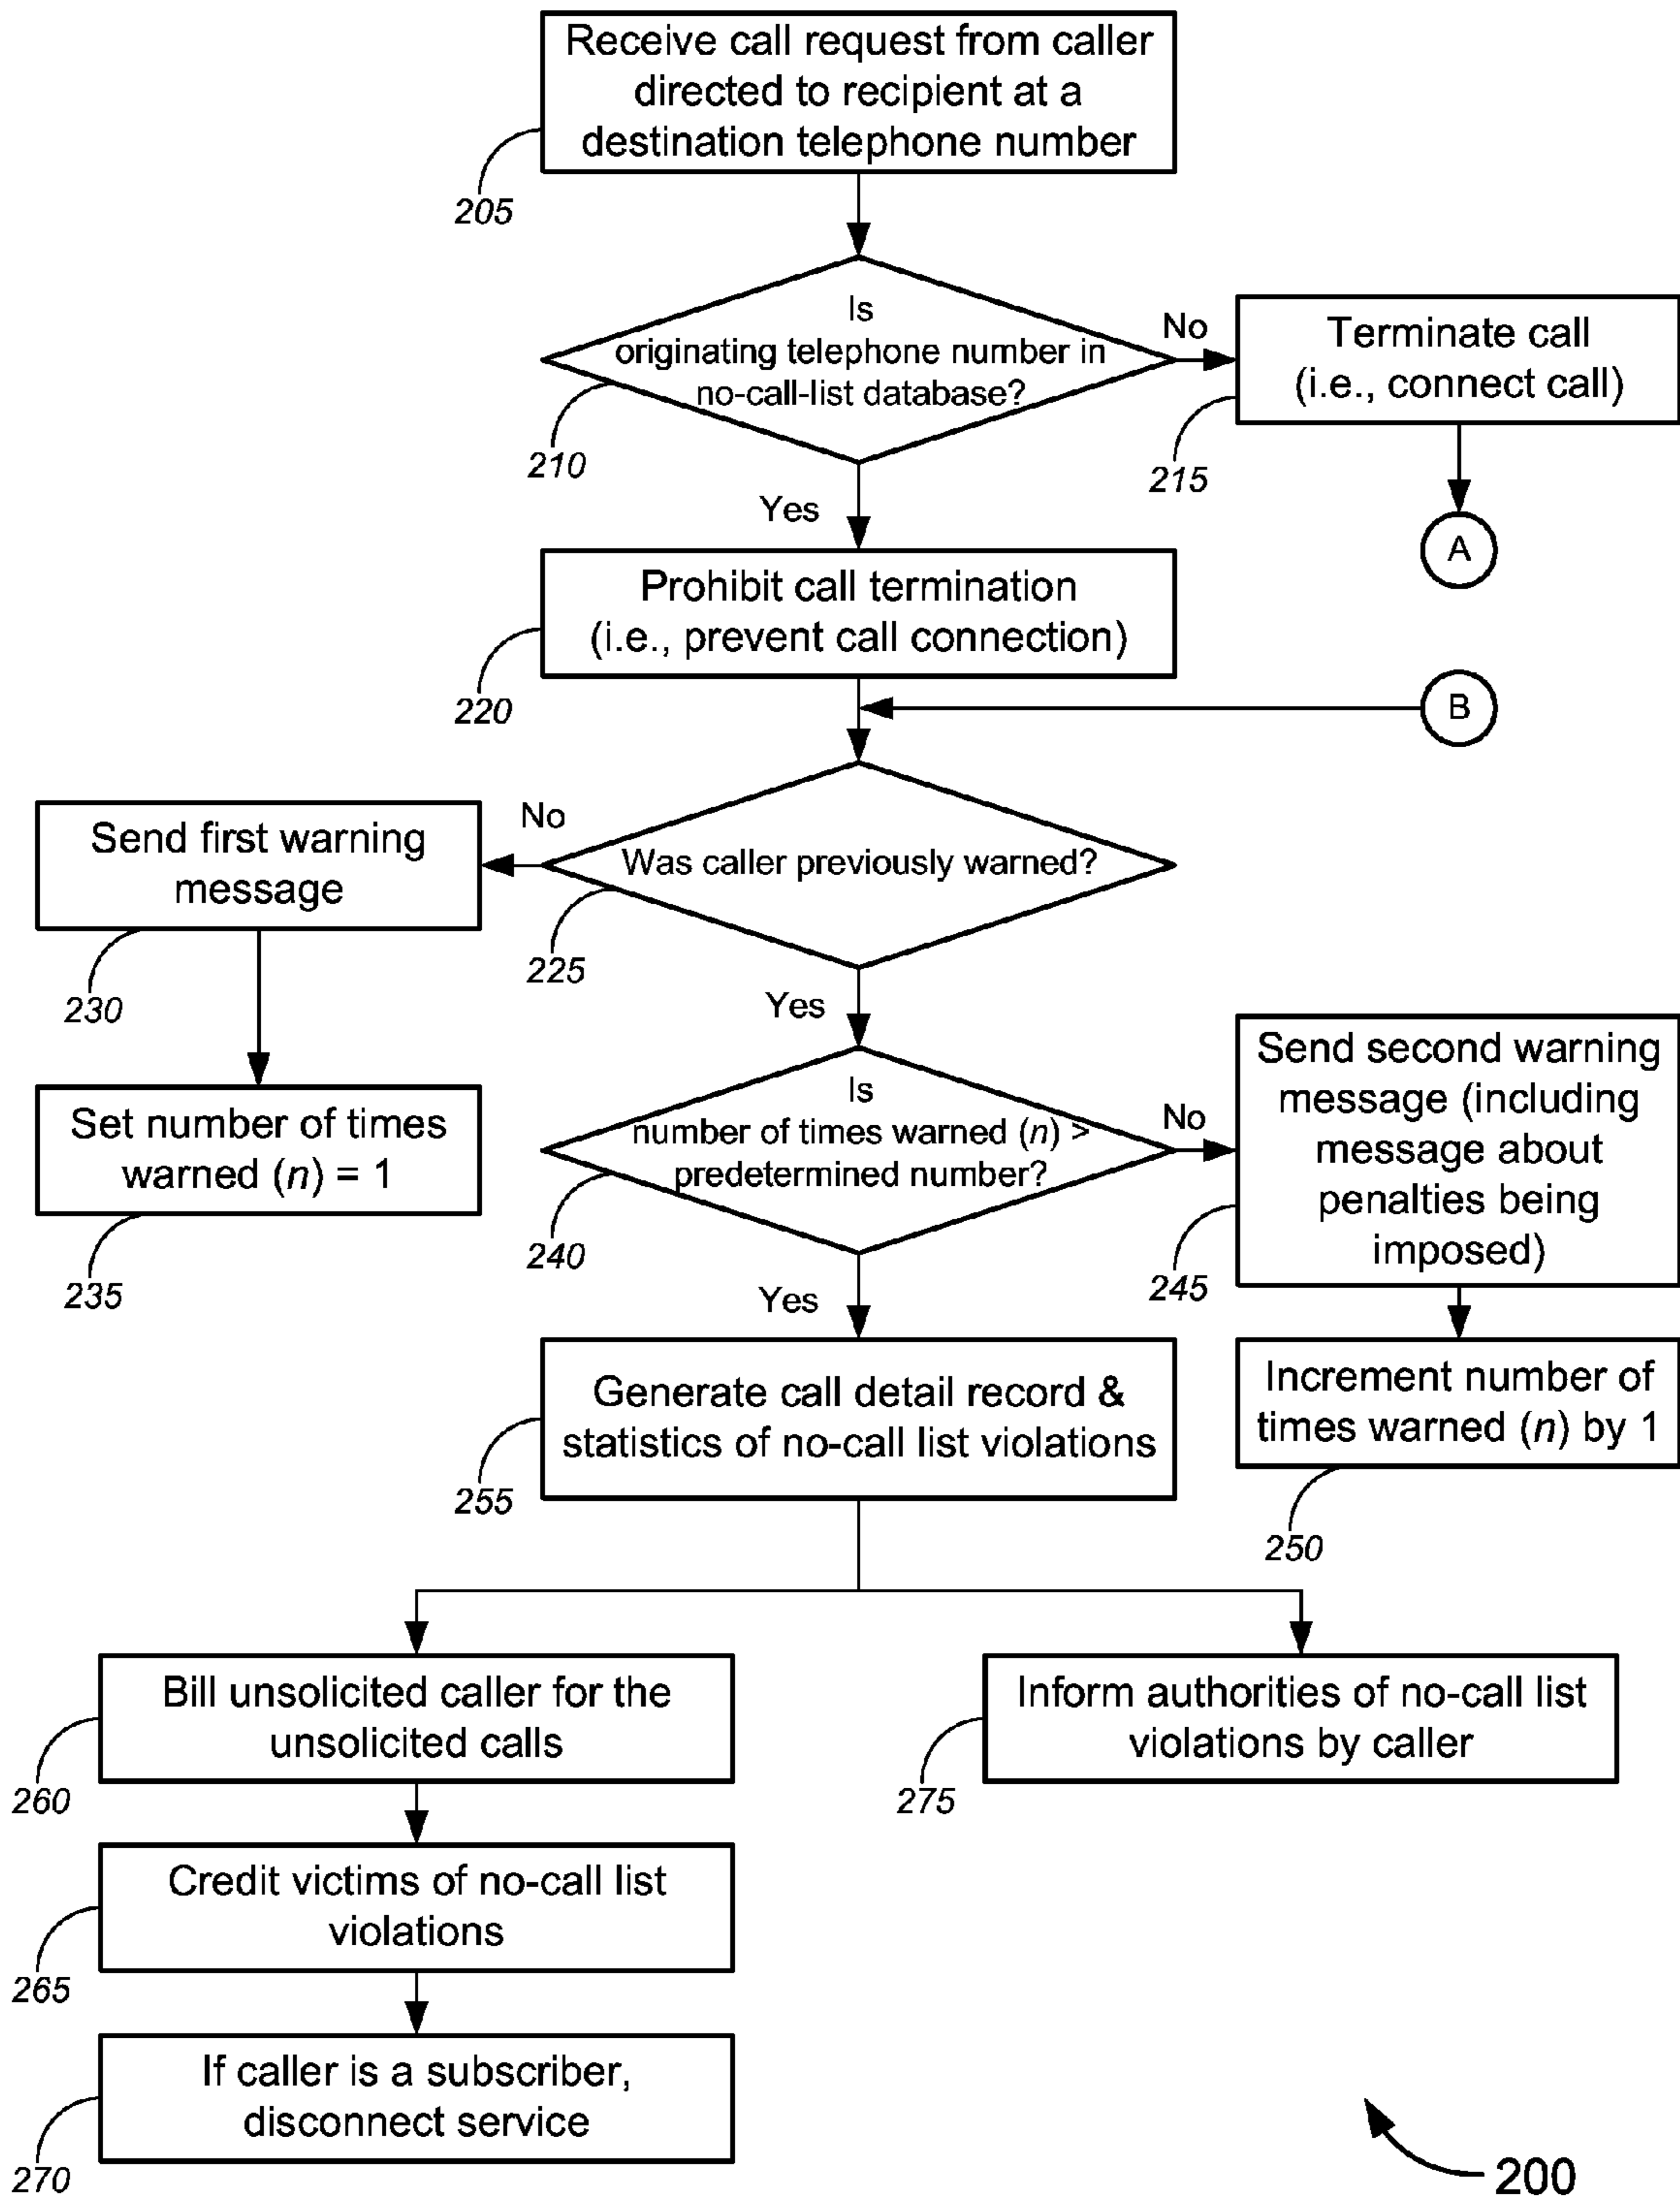 Receive call request from caller
directed to recipient at a
destination telephone number
205
Is
originating telephone number in
no-call-list database?
210
No
Terminate call
(i.e., connect call)
215
A
Yes
Prohibit call termination
(i.e., prevent call connection)
220
B
Was caller previously warned?
225
No
Send first warning
message
230
Set number of times
warned (n) = 1
235
Yes
Is
number of times warned (n) >
predetermined number?
240
No
Send second warning
message (including
message about
penalties being
imposed)
245
Increment number of
times warned (n) by 1
250
Yes
Generate call detail record &
statistics of no-call list violations
255
Bill unsolicited caller for the
unsolicited calls
260
Credit victims of no-call list
violations
265
If caller is a subscriber,
disconnect service
270
Inform authorities of no-call list
violations by caller
275
200